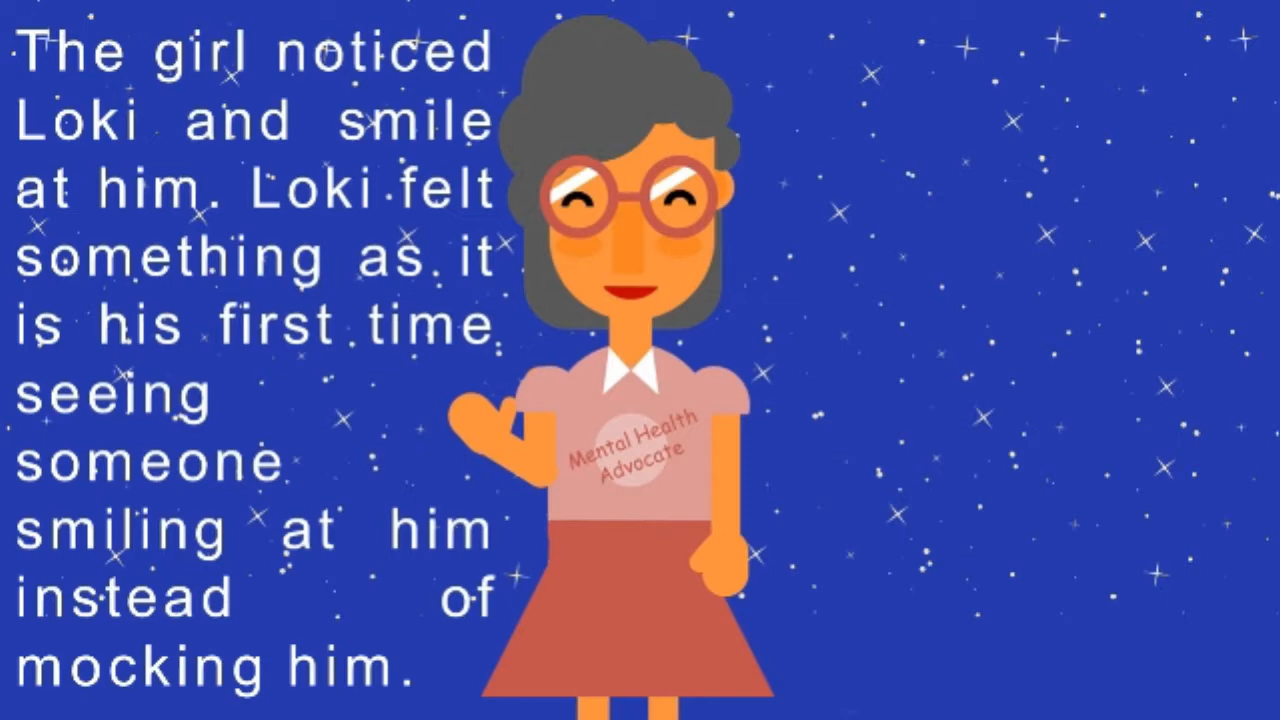 The girl noticed
Loki and smile
at him. Loki felt
something as it
is his first time
seeing
someone
smiling at him
instead of
mocking him.
Mental Health
Advocate